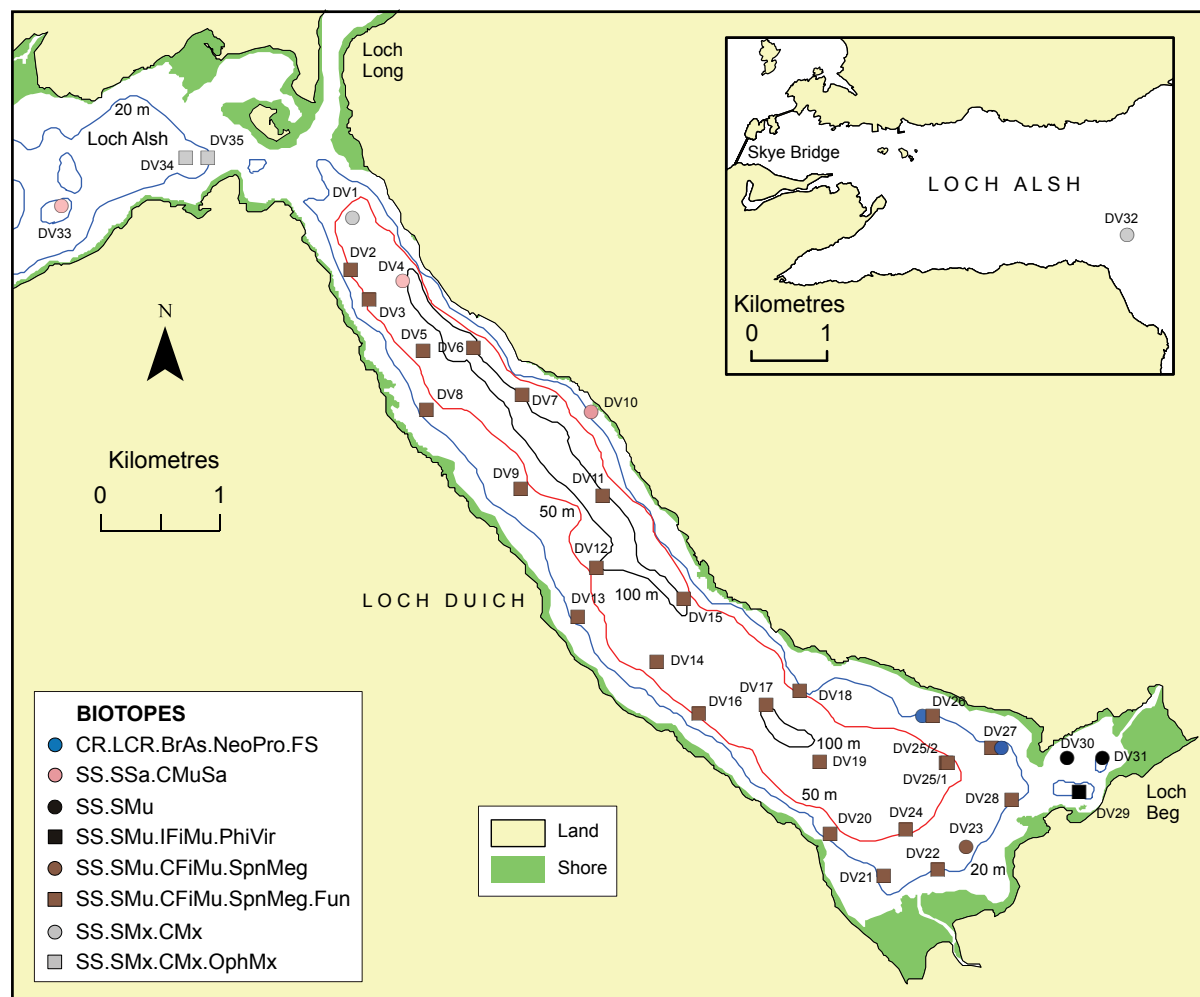 Loch
Long
20 m
Loch Alsh
DV35
DV34
DV33
Skye Bridge
LOCH ALSH
DV32
Kilometres
0 1
DV1
DV2
DV4
N
DV3
DV5
DV6
DV8
DV7
DV10
Kilometres
0 1
DV9
DV11
50 m
DV12
100 m
LOCH DUICH
DV13
DV15
DV14
DV17
DV18
DV16
DV26
DV27
DV30
DV31
100 m
DV25/2
DV19
DV25/1
Loch
Beg
50 m
DV28
DV29
DV20
DV24
DV23
DV22
20 m
DV21
BIOTOPES
CR.LCR.BrAs.NeoPro.FS
SS.SSa.CMuSa
SS.SMu
SS.SMu.IFiMu.PhiVir
SS.SMu.CFiMu.SpnMeg
SS.SMu.CFiMu.SpnMeg.Fun
SS.SMx.CMx
SS.SMx.CMx.OphMx
Land
Shore